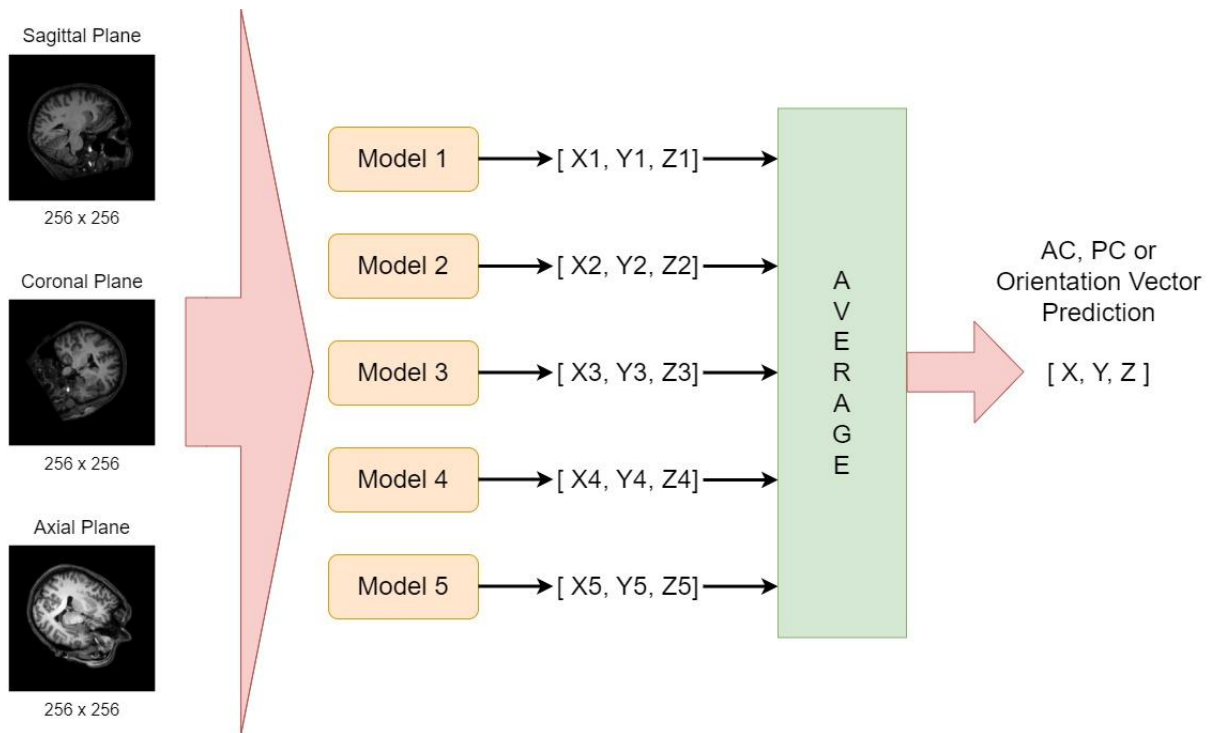 Sagittal Plane
256 x 256
Coronal Plane
256 x 256
Axial Plane
256 x 256
Model 1
[ X1, Y1, Z1]
Model 2
[ X2, Y2, Z2]
Model 3
[ X3, Y3, Z3]
Model 4
[ X4, Y4, Z4]
Model 5
[ X5, Y5, Z5]
A
V
E
R
A
G
E
AC, PC or
Orientation Vector
Prediction
[ X, Y, Z ]